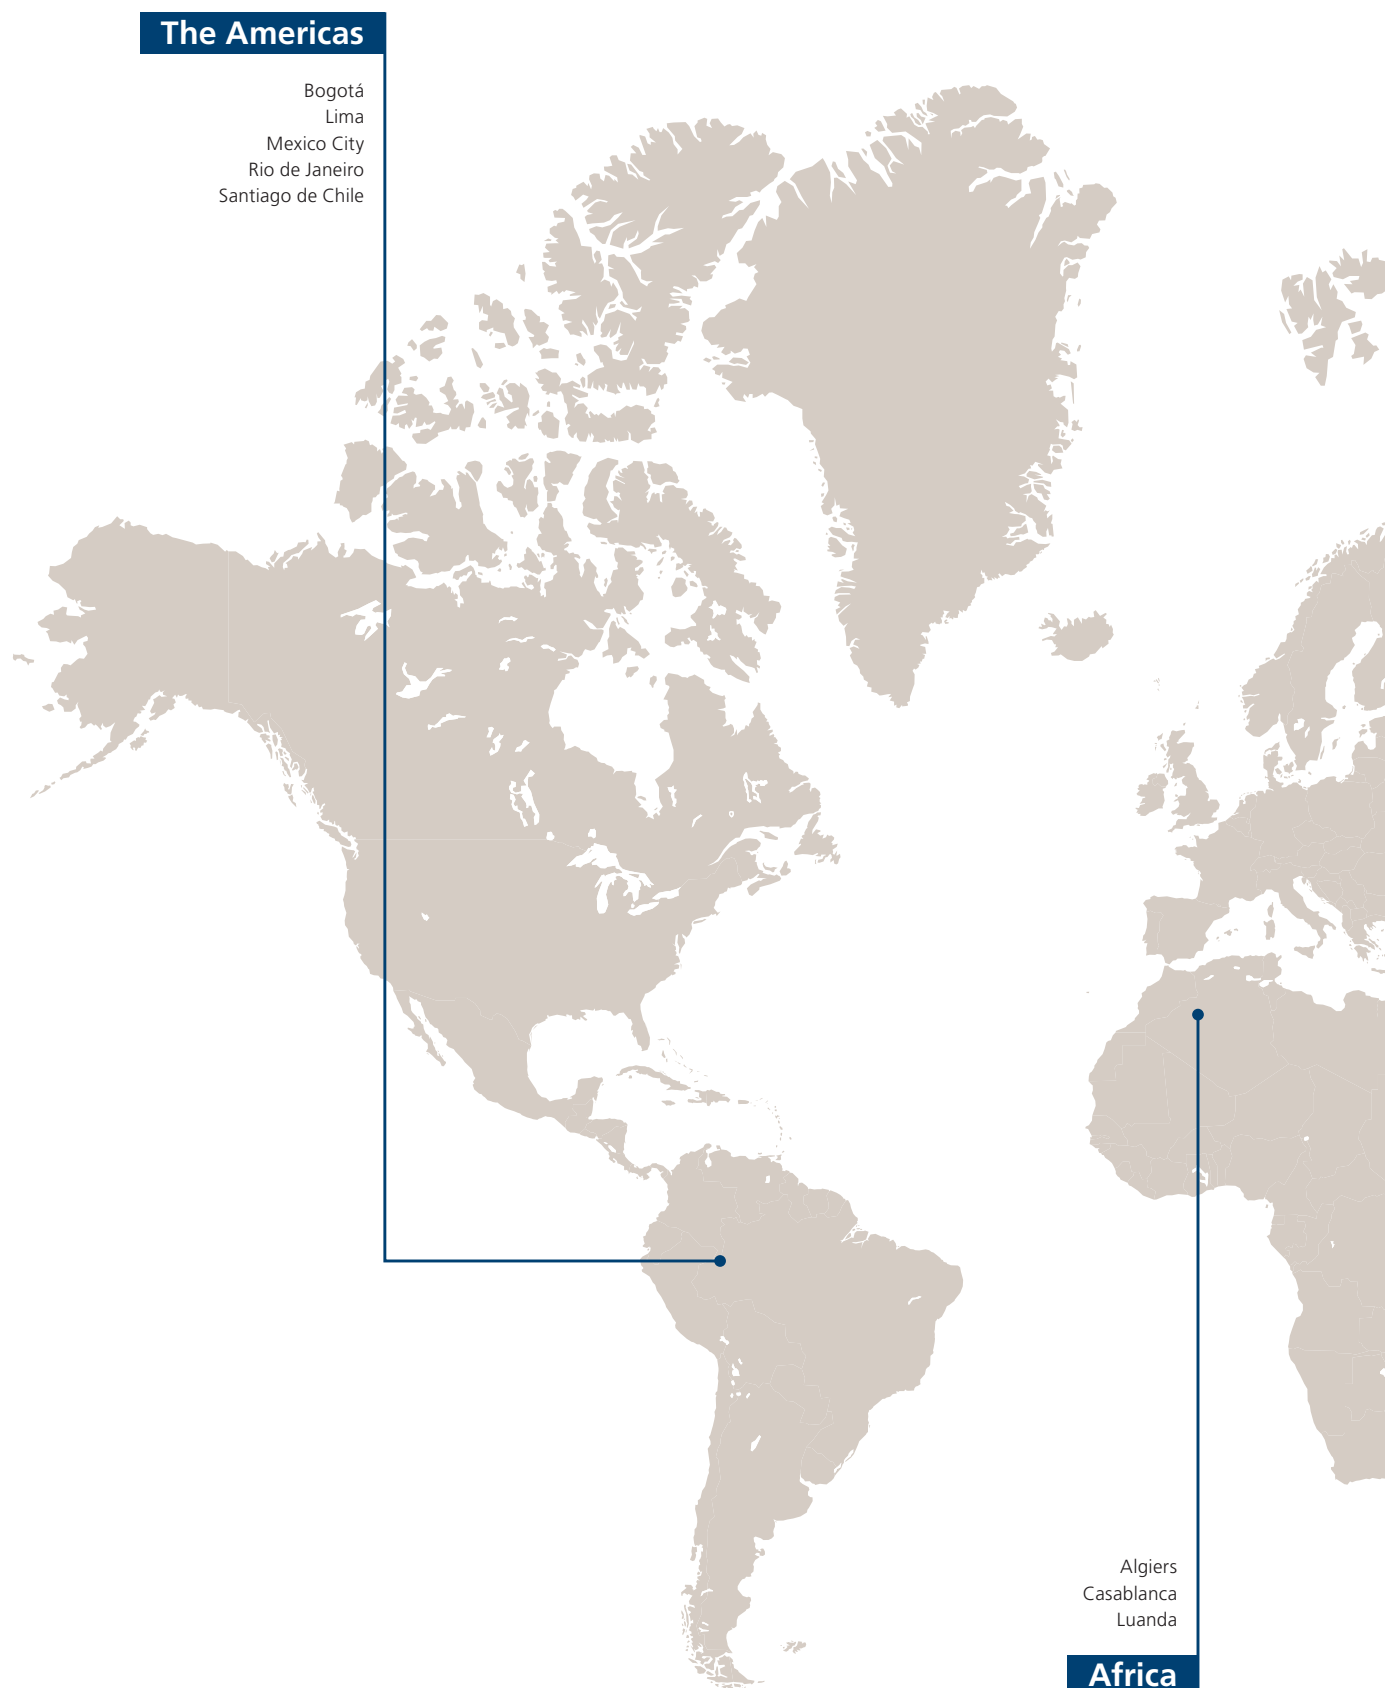 The Americas
Bogotá
Lima
Mexico City
Rio de Janeiro
Santiago de Chile
Algiers
Casablanca
Luanda
Africa